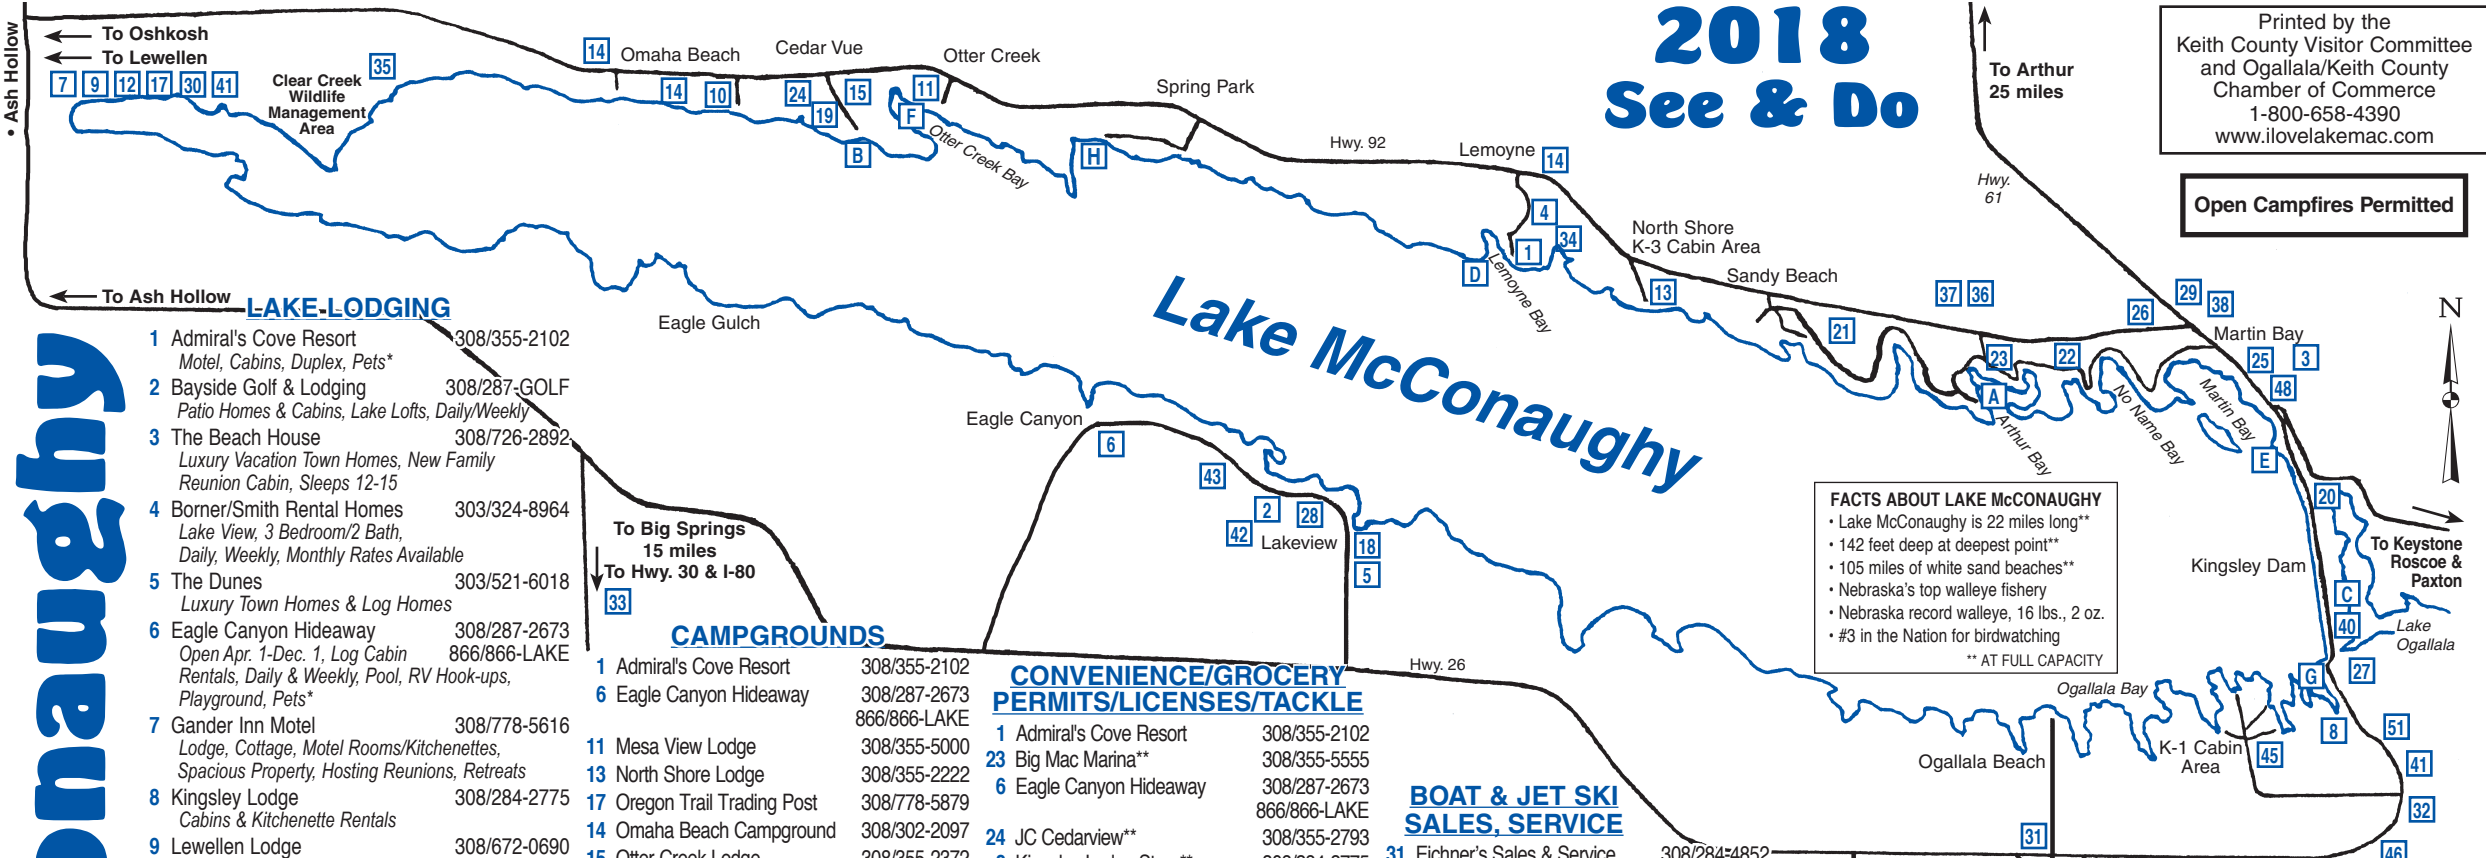 • Ash Hollow
To Oshkosh
To Lewellen
7 9 12 17 30 41
Clear Creek
Wildlife
Management
Area
35
14
Omaha Beach
14
10
Cedar Vue
24
19
15
B
Otter Creek
11
F
Otter Creek Bay
H
Spring Park
Hwy. 92
Lemoyne
14
4
34
1
D
Lemoyne Bay
North Shore
K-3 Cabin Area
13
Sandy Beach
21
37 36
23
22
A
Arthur Bay
No Name Bay
26
29
38
Martin Bay
25
3
48
Martin Bay
E
2018
See & Do
To Arthur
25 miles
Hwy.
61
Printed by the
Keith County Visitor Committee
and Ogallala/Keith County
Chamber of Commerce
1-800-658-4390
www.ilovelakemac.com
Open Campfires Permitted
N
Lake McConaughy
Eagle Gulch
Eagle Canyon
6
43
2
28
42
Lakeview
18
5
To Ash Hollow
To Big Springs
15 miles
To Hwy. 30 & I-80
33
Hwy. 26
FACTS ABOUT LAKE McCONAUGHY
• Lake McConaughy is 22 miles long**
• 142 feet deep at deepest point**
• 105 miles of white sand beaches**
• Nebraska's top walleye fishery
• Nebraska record walleye, 16 lbs., 2 oz.
• #3 in the Nation for birdwatching
** AT FULL CAPACITY
20
To Keystone
Roscoe &
Paxton
Kingsley Dam
C
40
Lake
Ogallala
G
27
Ogallala Bay
8
51
K-1 Cabin
Area
45
41
Ogallala Beach
32
31
46
onaughy
LAKE LODGING
1 Admiral's Cove Resort 308/355-2102
Motel, Cabins, Duplex, Pets*
2 Bayside Golf & Lodging 308/287-GOLF
Patio Homes & Cabins, Lake Lofts, Daily/Weekly
3 The Beach House 308/726-2892
Luxury Vacation Town Homes, New Family
Reunion Cabin, Sleeps 12-15
4 Borner/Smith Rental Homes 303/324-8964
Lake View, 3 Bedroom/2 Bath,
Daily, Weekly, Monthly Rates Available
5 The Dunes 303/521-6018
Luxury Town Homes & Log Homes
6 Eagle Canyon Hideaway 308/287-2673
Open Apr. 1-Dec. 1, Log Cabin 866/866-LAKE
Rentals, Daily & Weekly, Pool, RV Hook-ups,
Playground, Pets*
7 Gander Inn Motel 308/778-5616
Lodge, Cottage, Motel Rooms/Kitchenettes,
Spacious Property, Hosting Reunions, Retreats
8 Kingsley Lodge 308/284-2775
Cabins & Kitchenette Rentals
9 Lewellen Lodge 308/672-0690
CAMPGROUNDS
1 Admiral's Cove Resort 308/355-2102
6 Eagle Canyon Hideaway 308/287-2673
866/866-LAKE
11 Mesa View Lodge 308/355-5000
13 North Shore Lodge 308/355-2222
17 Oregon Trail Trading Post 308/778-5879
14 Omaha Beach Campground 308/302-2097
15 Otter Creek Lodge 308/355-2372
CONVENIENCE/GROCERY
PERMITS/LICENSES/TACKLE
1 Admiral's Cove Resort 308/355-2102
23 Big Mac Marina** 308/355-5555
6 Eagle Canyon Hideaway 308/287-2673
866/866-LAKE
24 JC Cedarview** 308/355-2793
BOAT & JET SKI
SALES, SERVICE
31 Eichner's Sales & Service 308/284-4852